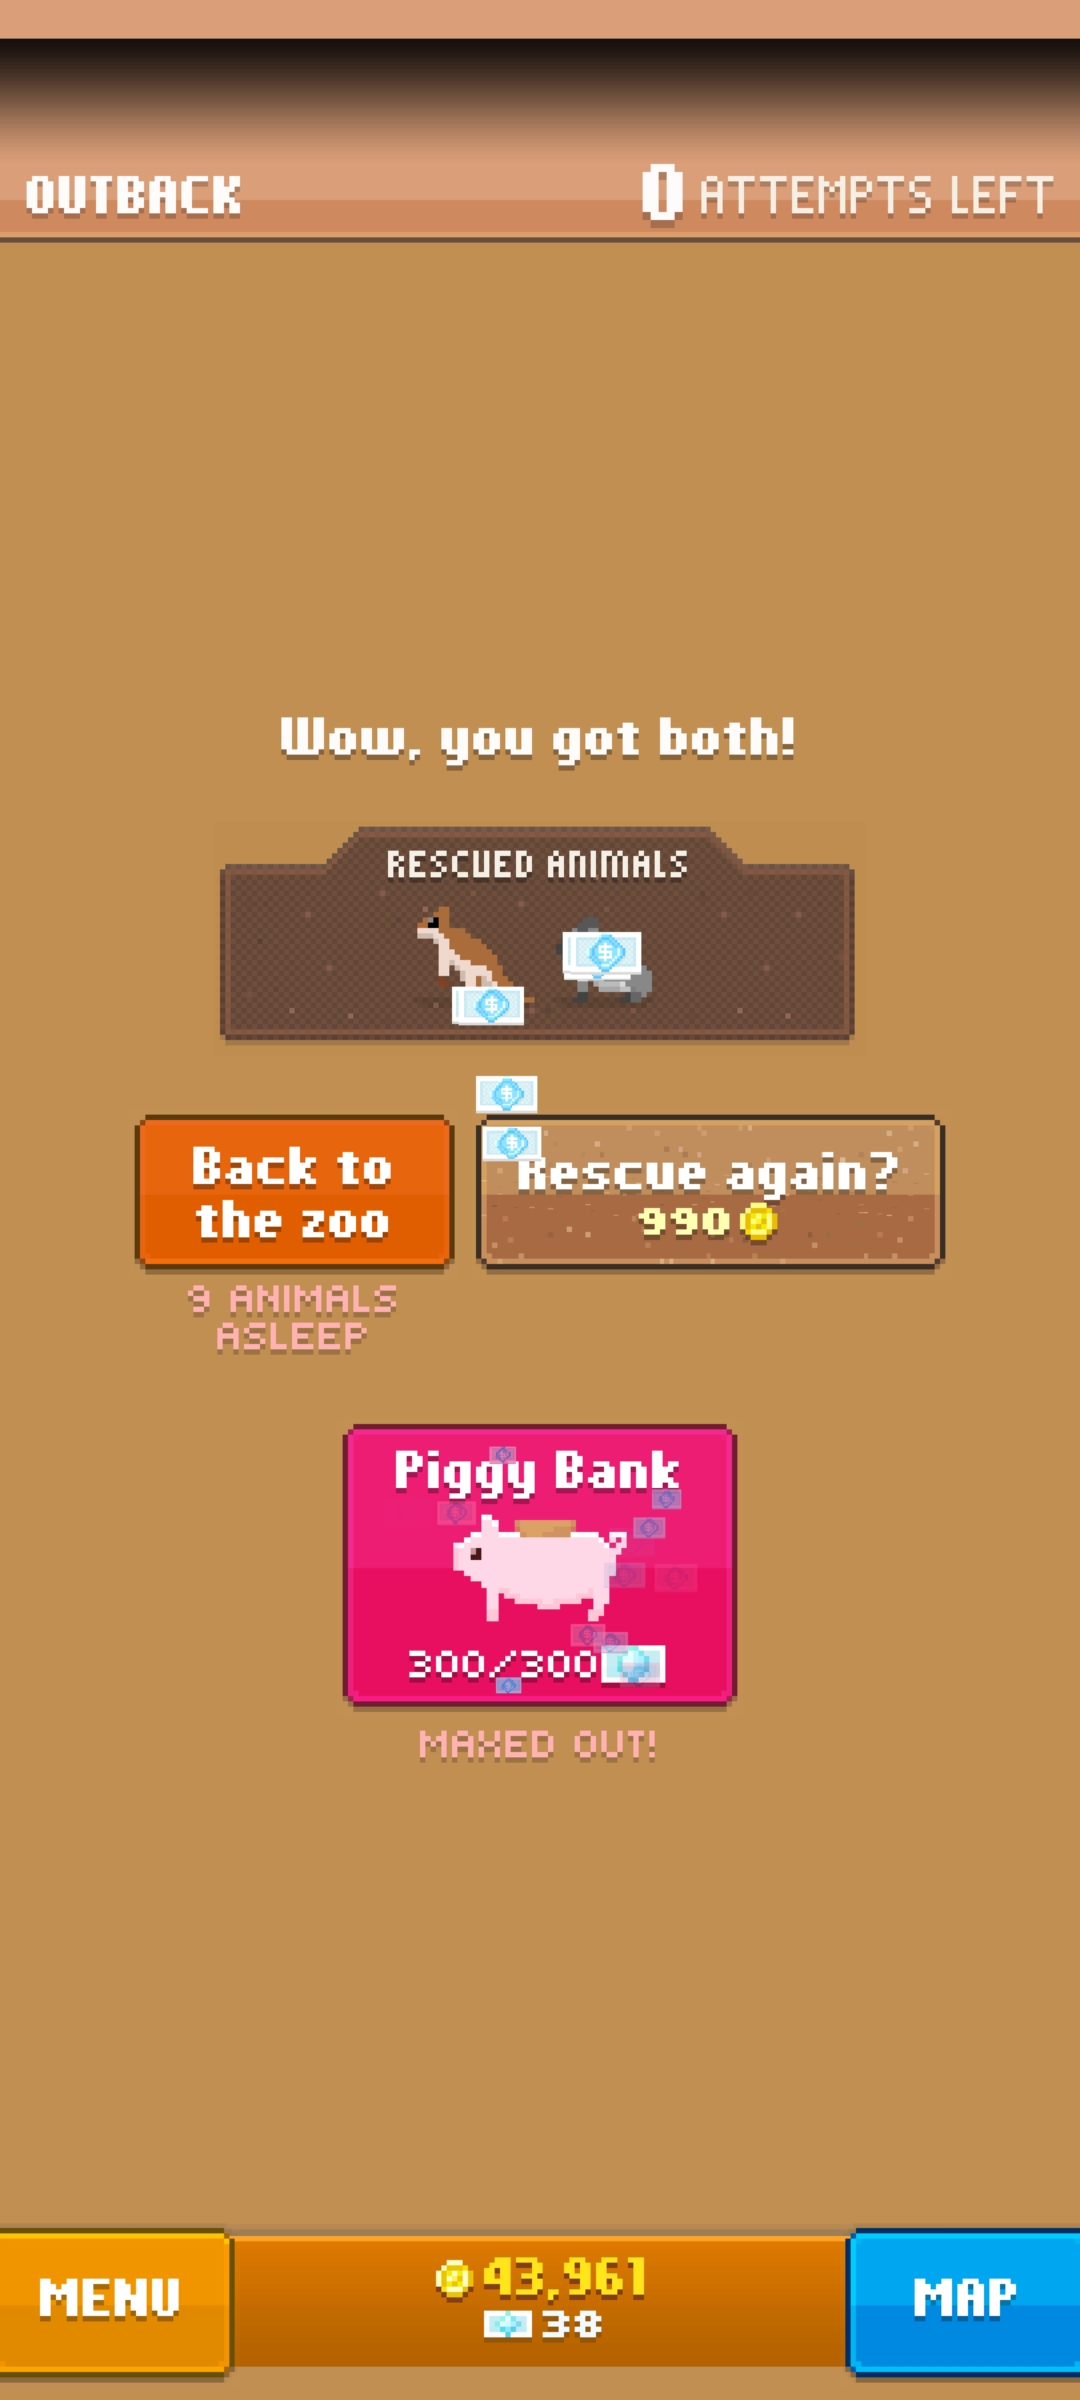 OUTBACK
0 ATTEMPTS LEFT
Wow, you got both!
RESCUED ANIMALS
Back to
the zoo
Rescue again?
990
9 ANIMALS
ASLEEP
Piggy Bank
300/300
MAXED OUT!
MENU
43,961
38
MAP